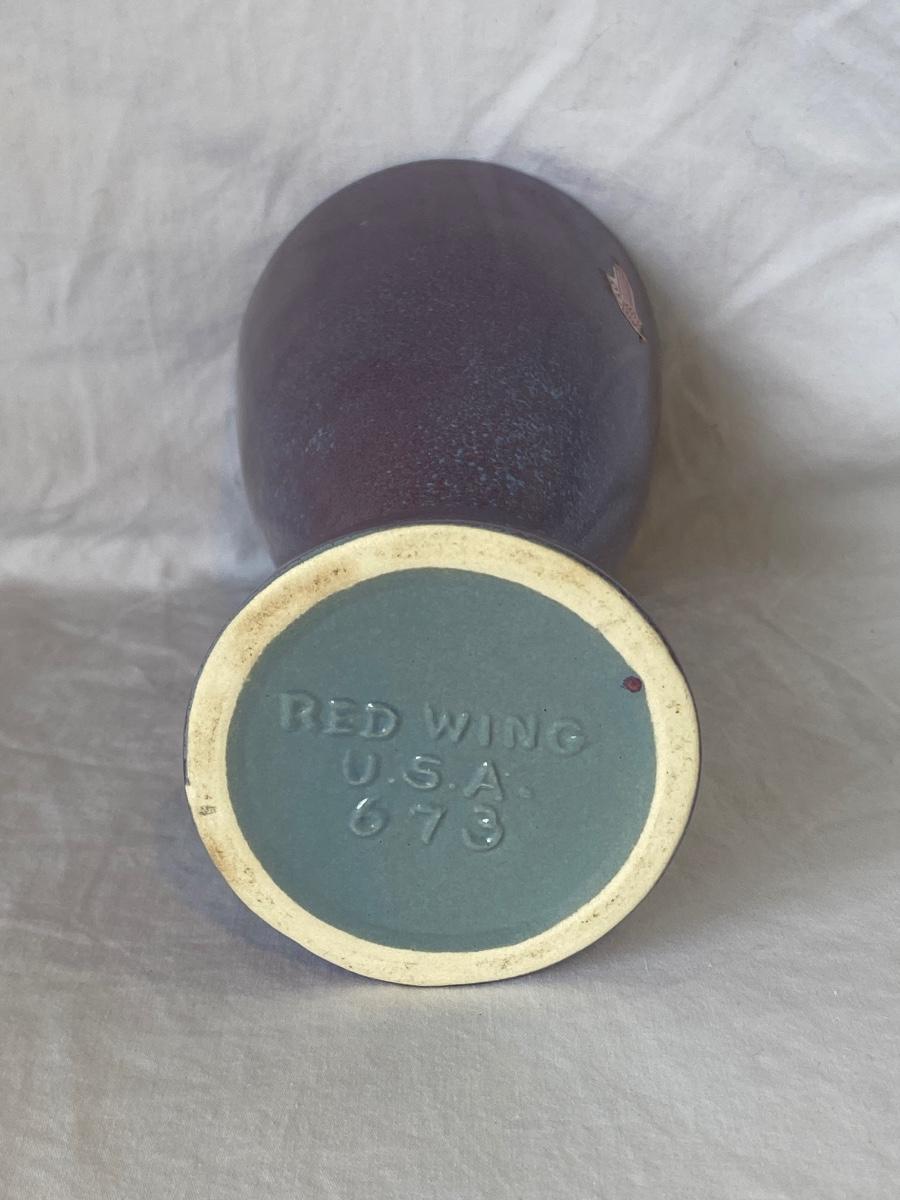 RED WING
U.S.A.
673